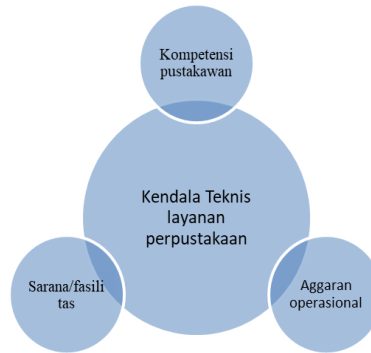 Kompetensi
pustakawan
Kendala Teknis
layanan
perpustakaan
Sarana/fasili
tas
Aggaran
operasional